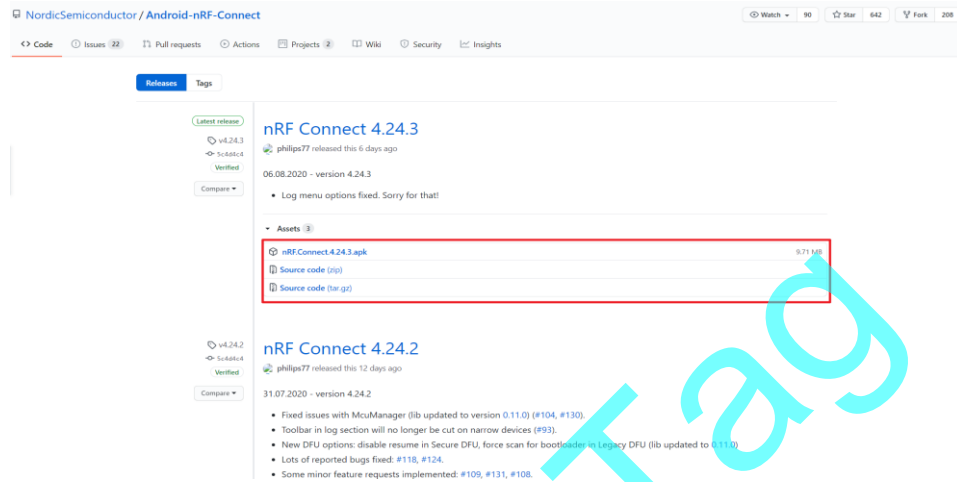 NordicSemiconductor / Android-nRF-Connect
Watch 90 Star 642 Fork 208
Code Issues 22 Pull requests Actions Projects 2 Wiki Security Insights
Releases Tags
Latest release
v4.24.3
5c4d4c4
Verified
Compare
nRF Connect 4.24.3
philips77 released this 6 days ago
06.08.2020 - version 4.24.3
• Log menu options fixed. Sorry for that!
Assets 3
nRF.Connect.4.24.3.apk 9.71 MB
Source code (zip)
Source code (tar.gz)
v4.24.2
5c4d4c4
Verified
Compare
nRF Connect 4.24.2
philips77 released this 12 days ago
31.07.2020 - version 4.24.2
• Fixed issues with McuManager (lib updated to version 0.11.0) (#104, #130).
• Toolbar in log section will no longer be cut on narrow devices (#93).
• New DFU options: disable resume in Secure DFU, force scan for bootloader in Legacy DFU (lib updated to 0.11.0)
• Lots of reported bugs fixed: #118, #124.
• Some minor feature requests implemented: #109, #131, #108.
Tag